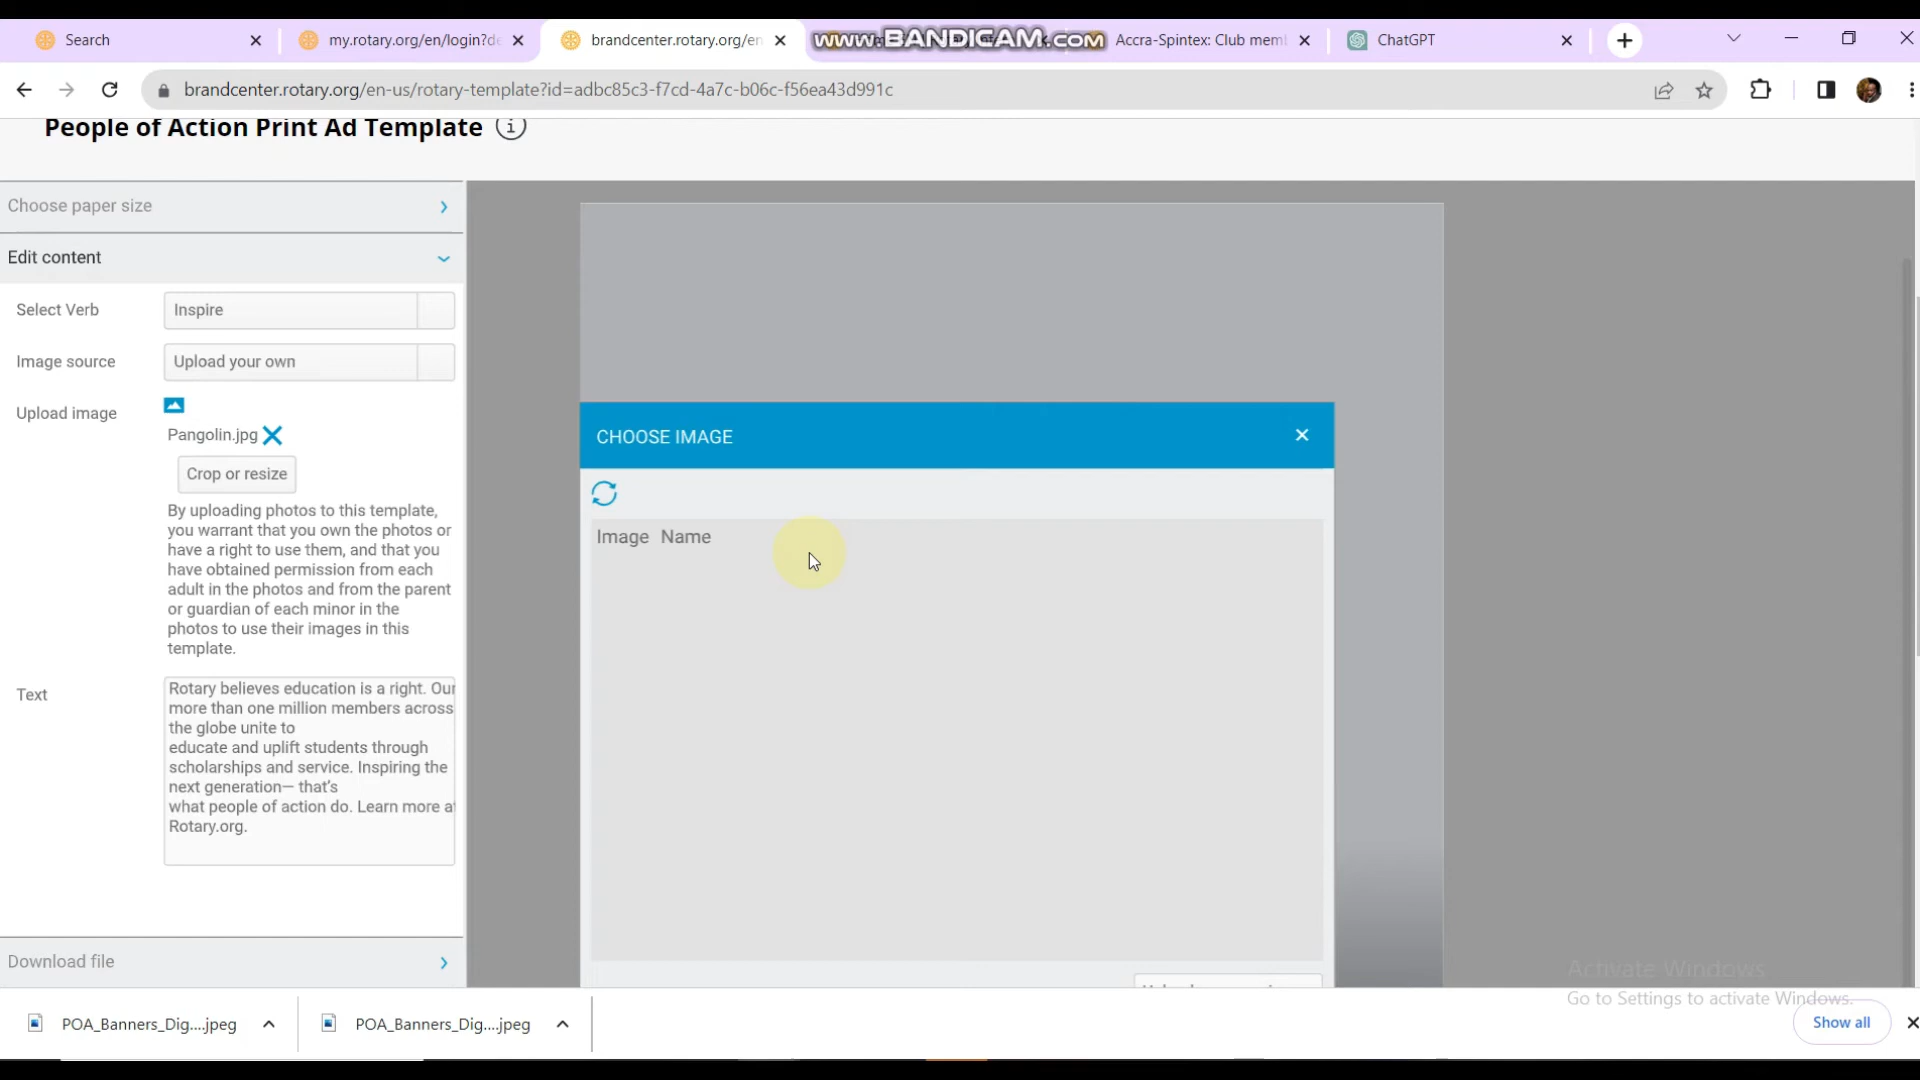 Search
my.rotary.org/en/login?de
brandcenter.rotary.org/en
www.BANDICAM.com
Accra-Spintex: Club mem
ChatGPT
brandcenter.rotary.org/en-us/rotary-template?id=adbc85c3-f7cd-4a7c-b06c-f56ea43d991c
People of Action Print Ad Template
Choose paper size
Edit content
Select Verb
Inspire
Image source
Upload your own
Upload image
Pangolin.jpg
Crop or resize
By uploading photos to this template,
you warrant that you own the photos or
have a right to use them, and that you
have obtained permission from each
adult in the photos and from the parent
or guardian of each minor in the
photos to use their images in this
template.
Text
Rotary believes education is a right. Our
more than one million members across
the globe unite to
educate and uplift students through
scholarships and service. Inspiring the
next generation— that's
what people of action do. Learn more at
Rotary.org.
Download file
CHOOSE IMAGE
Image Name
Activate Windows
Go to Settings to activate Windows.
POA_Banners_Dig....jpeg
POA_Banners_Dig....jpeg
Show all